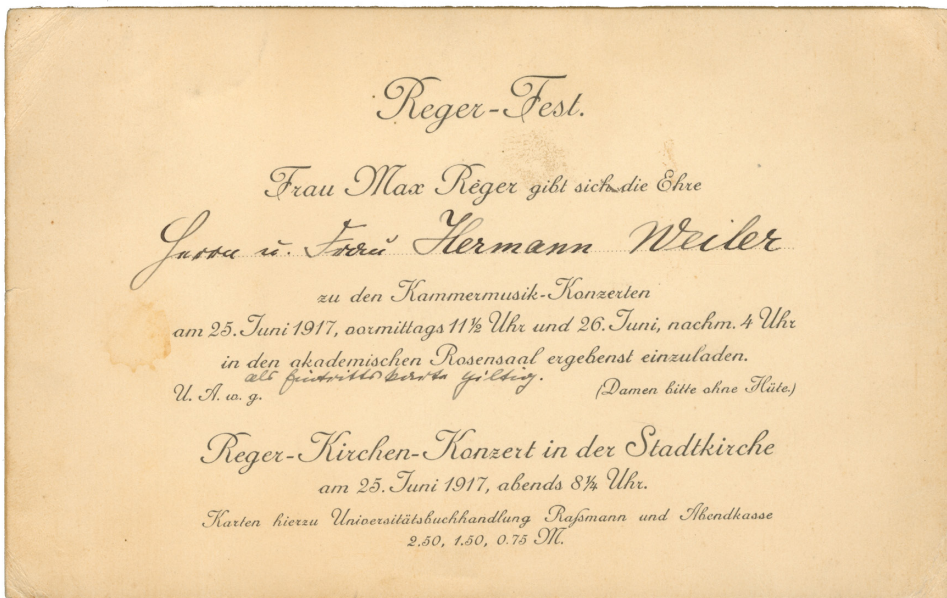 Reger-Fest.
Frau Max Reger gibt sich die Ehre
Herrn u. Frau Hermann Weiler
zu den Kammermusik-Konzerten
am 25. Juni 1917, vormittags 11½ Uhr und 26. Juni, nachm. 4 Uhr
in den akademischen Rosensaal ergebenst einzuladen.
als Eintrittskarte giltig.
U. A. w. g. (Damen bitte ohne Hüte.)
Reger-Kirchen-Konzert in der Stadtkirche
am 25. Juni 1917, abends 8¼ Uhr.
Karten hierzu Universitätsbuchhandlung Raßmann und Abendkasse
2.50, 1.50, 0.75 M.